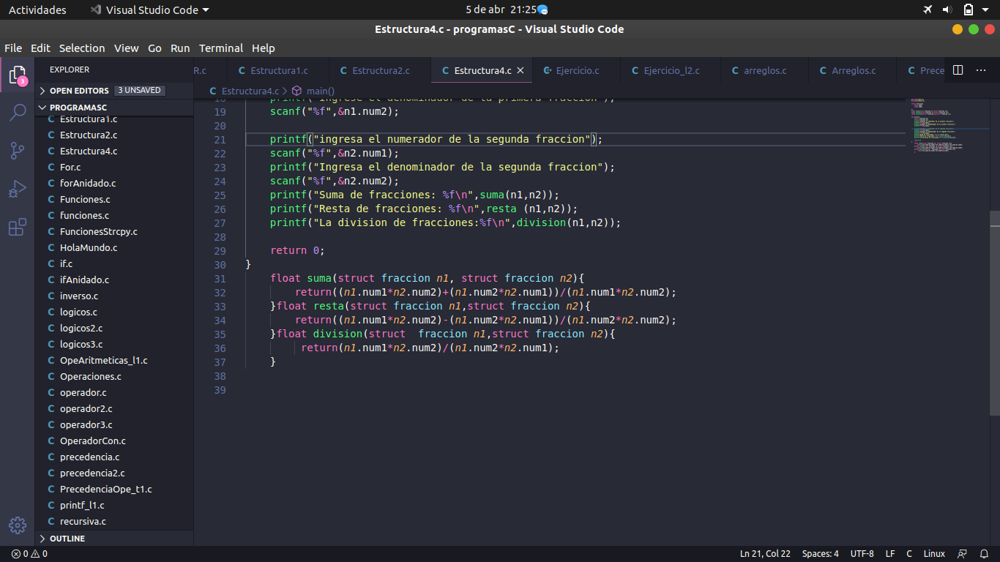 Actividades Visual Studio Code 5 de abr 21:25
Estructura4.c - programasC - Visual Studio Code
File Edit Selection View Go Run Terminal Help
EXPLORER
OPEN EDITORS 3 UNSAVED
PROGRAMASC
C Estructura1.c
C Estructura2.c
C Estructura4.c
C For.c
C forAnidado.c
C Funciones.c
C funciones.c
C FuncionesStrcpy.c
C HolaMundo.c
C if.c
C ifAnidado.c
C inverso.c
C logicos.c
C logicos2.c
C logicos3.c
C OpeAritmeticas_l1.c
C Operaciones.c
C operador.c
C operador2.c
C operador3.c
C OperadorCon.c
C precedencia.c
C precedencia2.c
C PrecedenciaOpe_t1.c
C printf_l1.c
C recursiva.c
OUTLINE
3
R.c C Estructura1.c C Estructura2.c C Estructura4.c × C Ejercicio.c C Ejercicio_l2.c C arreglos.c C Arreglos.c C Prece ···
C Estructura4.c > main()
18 printf("Ingrese el denominador de la primera fraccion");
19 scanf("%f",&n1.num2);
20
21 printf("ingresa el numerador de la segunda fraccion");
22 scanf("%f",&n2.num1);
23 printf("Ingresa el denominador de la segunda fraccion");
24 scanf("%f",&n2.num2);
25 printf("Suma de fracciones: %f\n",suma(n1,n2));
26 printf("Resta de fracciones: %f\n",resta (n1,n2));
27 printf("La division de fracciones:%f\n",division(n1,n2));
28
29 return 0;
30 }
31 float suma(struct fraccion n1, struct fraccion n2){
32 return((n1.num1*n2.num2)+(n1.num2*n2.num1))/(n1.num1*n2.num2);
33 }float resta(struct fraccion n1,struct fraccion n2){
34 return((n1.num1*n2.num2)-(n1.num2*n2.num1))/(n1.num2*n2.num2);
35 }float division(struct  fraccion n1,struct fraccion n2){
36 return(n1.num1*n2.num2)/(n1.num2*n2.num1);
37 }
38
39
0 0 Ln 21, Col 22 Spaces: 4 UTF-8 LF C Linux